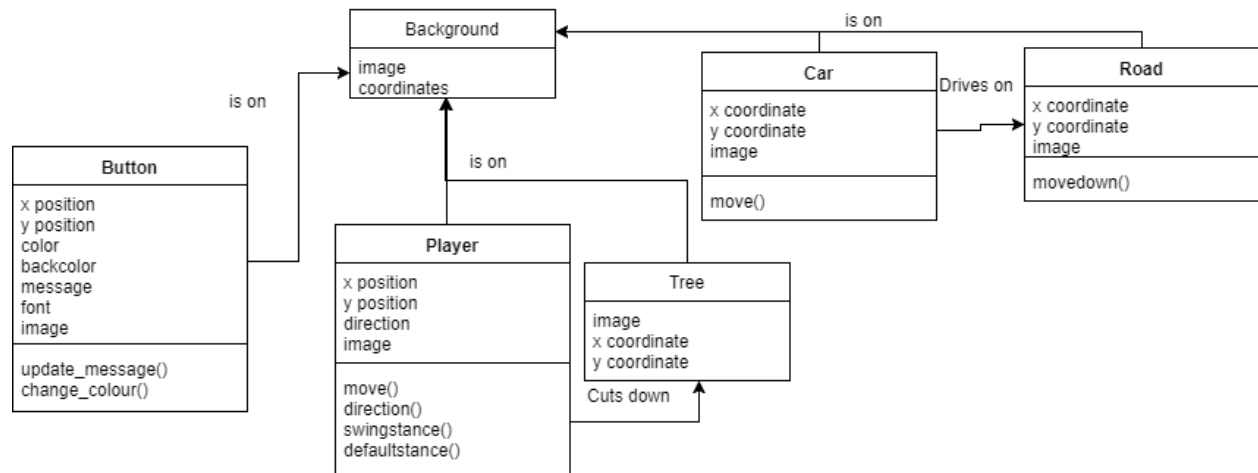 Background
image
coordinates
is on
Car
x coordinate
y coordinate
image
move()
Drives on
Road
x coordinate
y coordinate
image
movedown()
is on
Button
x position
y position
color
backcolor
message
font
image
update_message()
change_colour()
is on
Player
x position
y position
direction
image
move()
direction()
swingstance()
defaultstance()
Tree
image
x coordinate
y coordinate
Cuts down